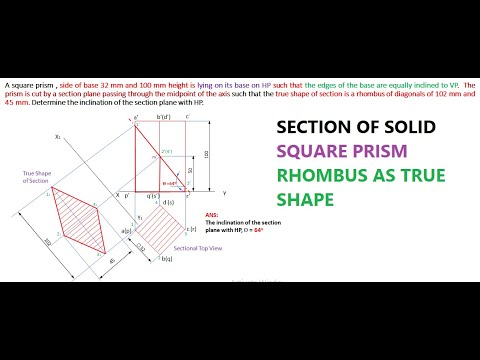 A square prism , side of base 32 mm and 100 mm height is lying on its base on HP such that the edges of the base are equally inclined to VP. The
prism is cut by a section plane passing through the midpoint of the axis such that the true shape of section is a rhombus of diagonals of 102 mm and
45 mm. Determine the inclination of the section plane with HP.
SECTION OF SOLID
SQUARE PRISM
RHOMBUS AS TRUE
SHAPE
a' b'(d') c'
X₁
True Shape
of Section
2'(4')
100
50
θ=64°
X p' q'(s') r' Y
Y₁
d (s)
a(p) c (r)
b(q)
□32
45
Sectional Top View
ANS:
The inclination of the section
plane with HP, θ = 64°